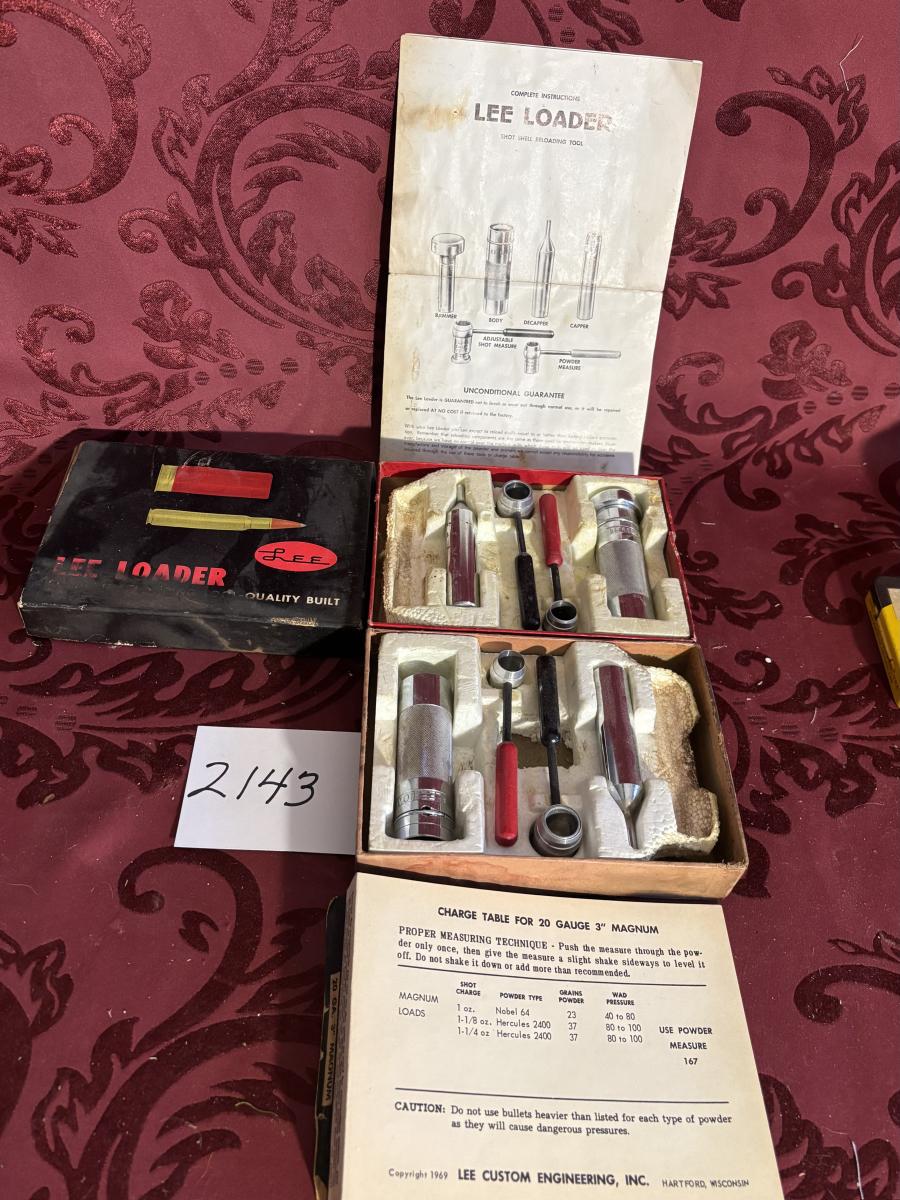 COMPLETE INSTRUCTIONS
LEE LOADER
SHOT SHELL RELOADING TOOL
RAMMER
BODY
DECAPPER
CAPPER
ADJUSTABLE
SHOT MEASURE
POWDER
MEASURE
UNCONDITIONAL GUARANTEE
The Lee Loader is GUARANTEED not to break or wear out through normal use, or it will be repaired
or replaced AT NO COST if returned to the factory.
LEE
LEE LOADER
QUALITY BUILT
2143
CHARGE TABLE FOR 20 GAUGE 3" MAGNUM
PROPER MEASURING TECHNIQUE - Push the measure through the pow-
der only once, then give the measure a slight shake sideways to level it
off. Do not shake it down or add more than recommended.
SHOT CHARGE POWDER TYPE GRAINS POWDER WAD PRESSURE
MAGNUM LOADS
1 oz. Nobel 64 23 40 to 80
1-1/8 oz. Hercules 2400 37 80 to 100
1-1/4 oz Hercules 2400 37 80 to 100
USE POWDER
MEASURE
167
CAUTION: Do not use bullets heavier than listed for each type of powder
as they will cause dangerous pressures.
Copyright 1969 LEE CUSTOM ENGINEERING, INC. HARTFORD, WISCONSIN
20 GA. 3" MAGNUM